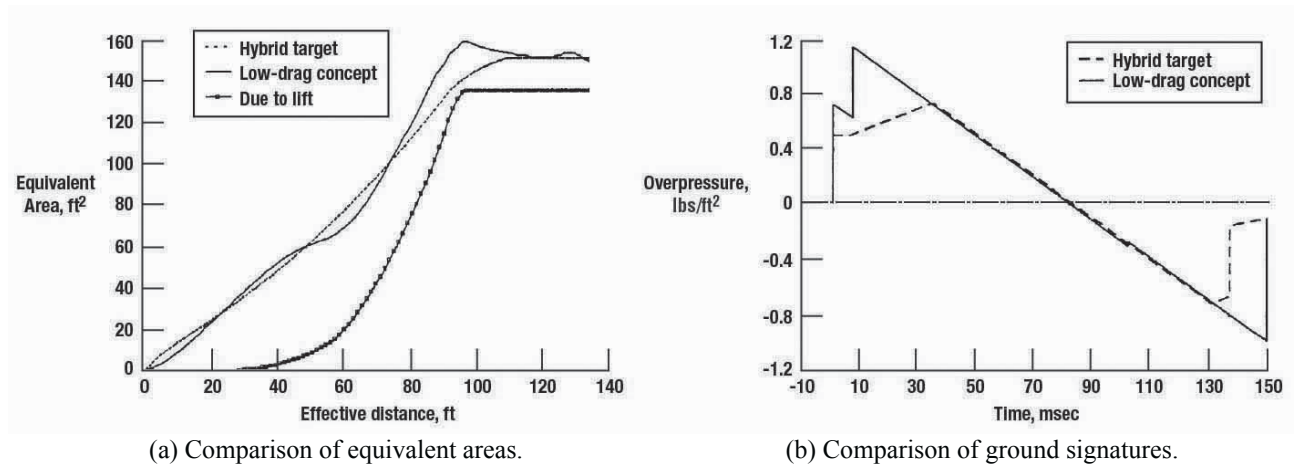 160
140
120
100
80
60
40
20
0
Equivalent
Area, ft²
Hybrid target
Low-drag concept
Due to lift
0 20 40 60 80 100 120 140
Effective distance, ft
(a) Comparison of equivalent areas.
1.2
0.8
0.4
0
-0.4
-0.8
-1.2
Overpressure,
lbs/ft²
Hybrid target
Low-drag concept
-10 10 30 50 70 90 110 130 150
Time, msec
(b) Comparison of ground signatures.